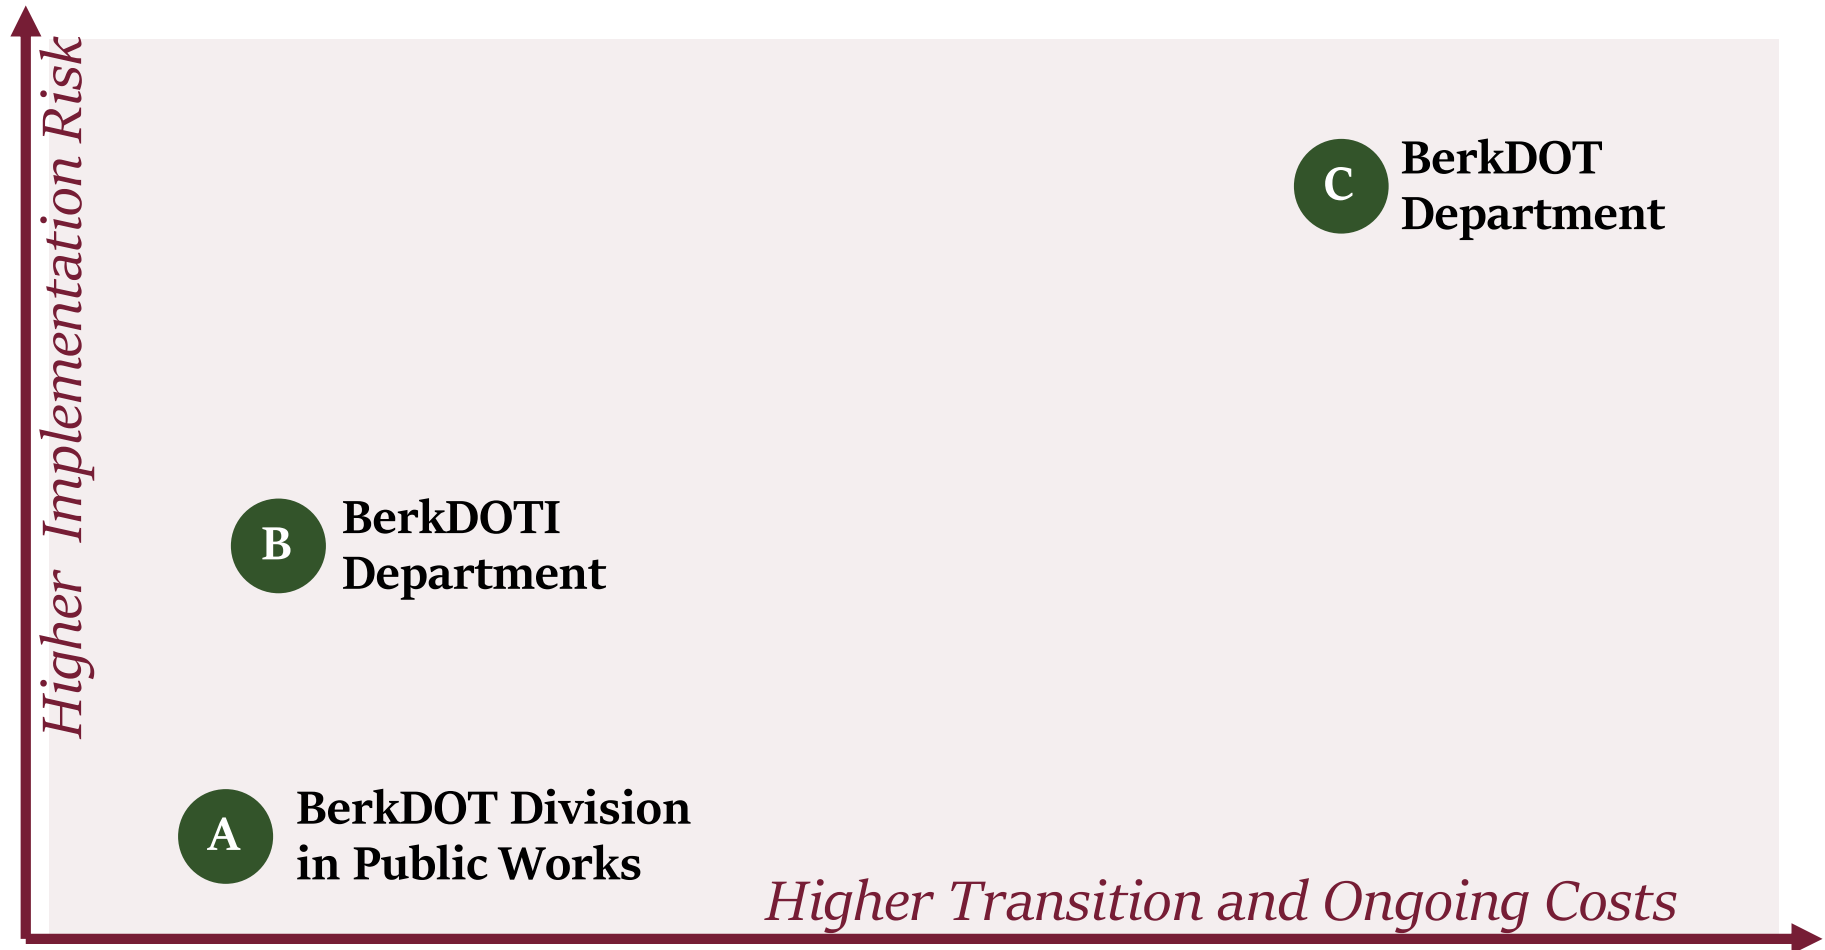 Higher Implementation Risk
C
BerkDOT
Department
B
BerkDOTI
Department
A
BerkDOT Division
in Public Works
Higher Transition and Ongoing Costs